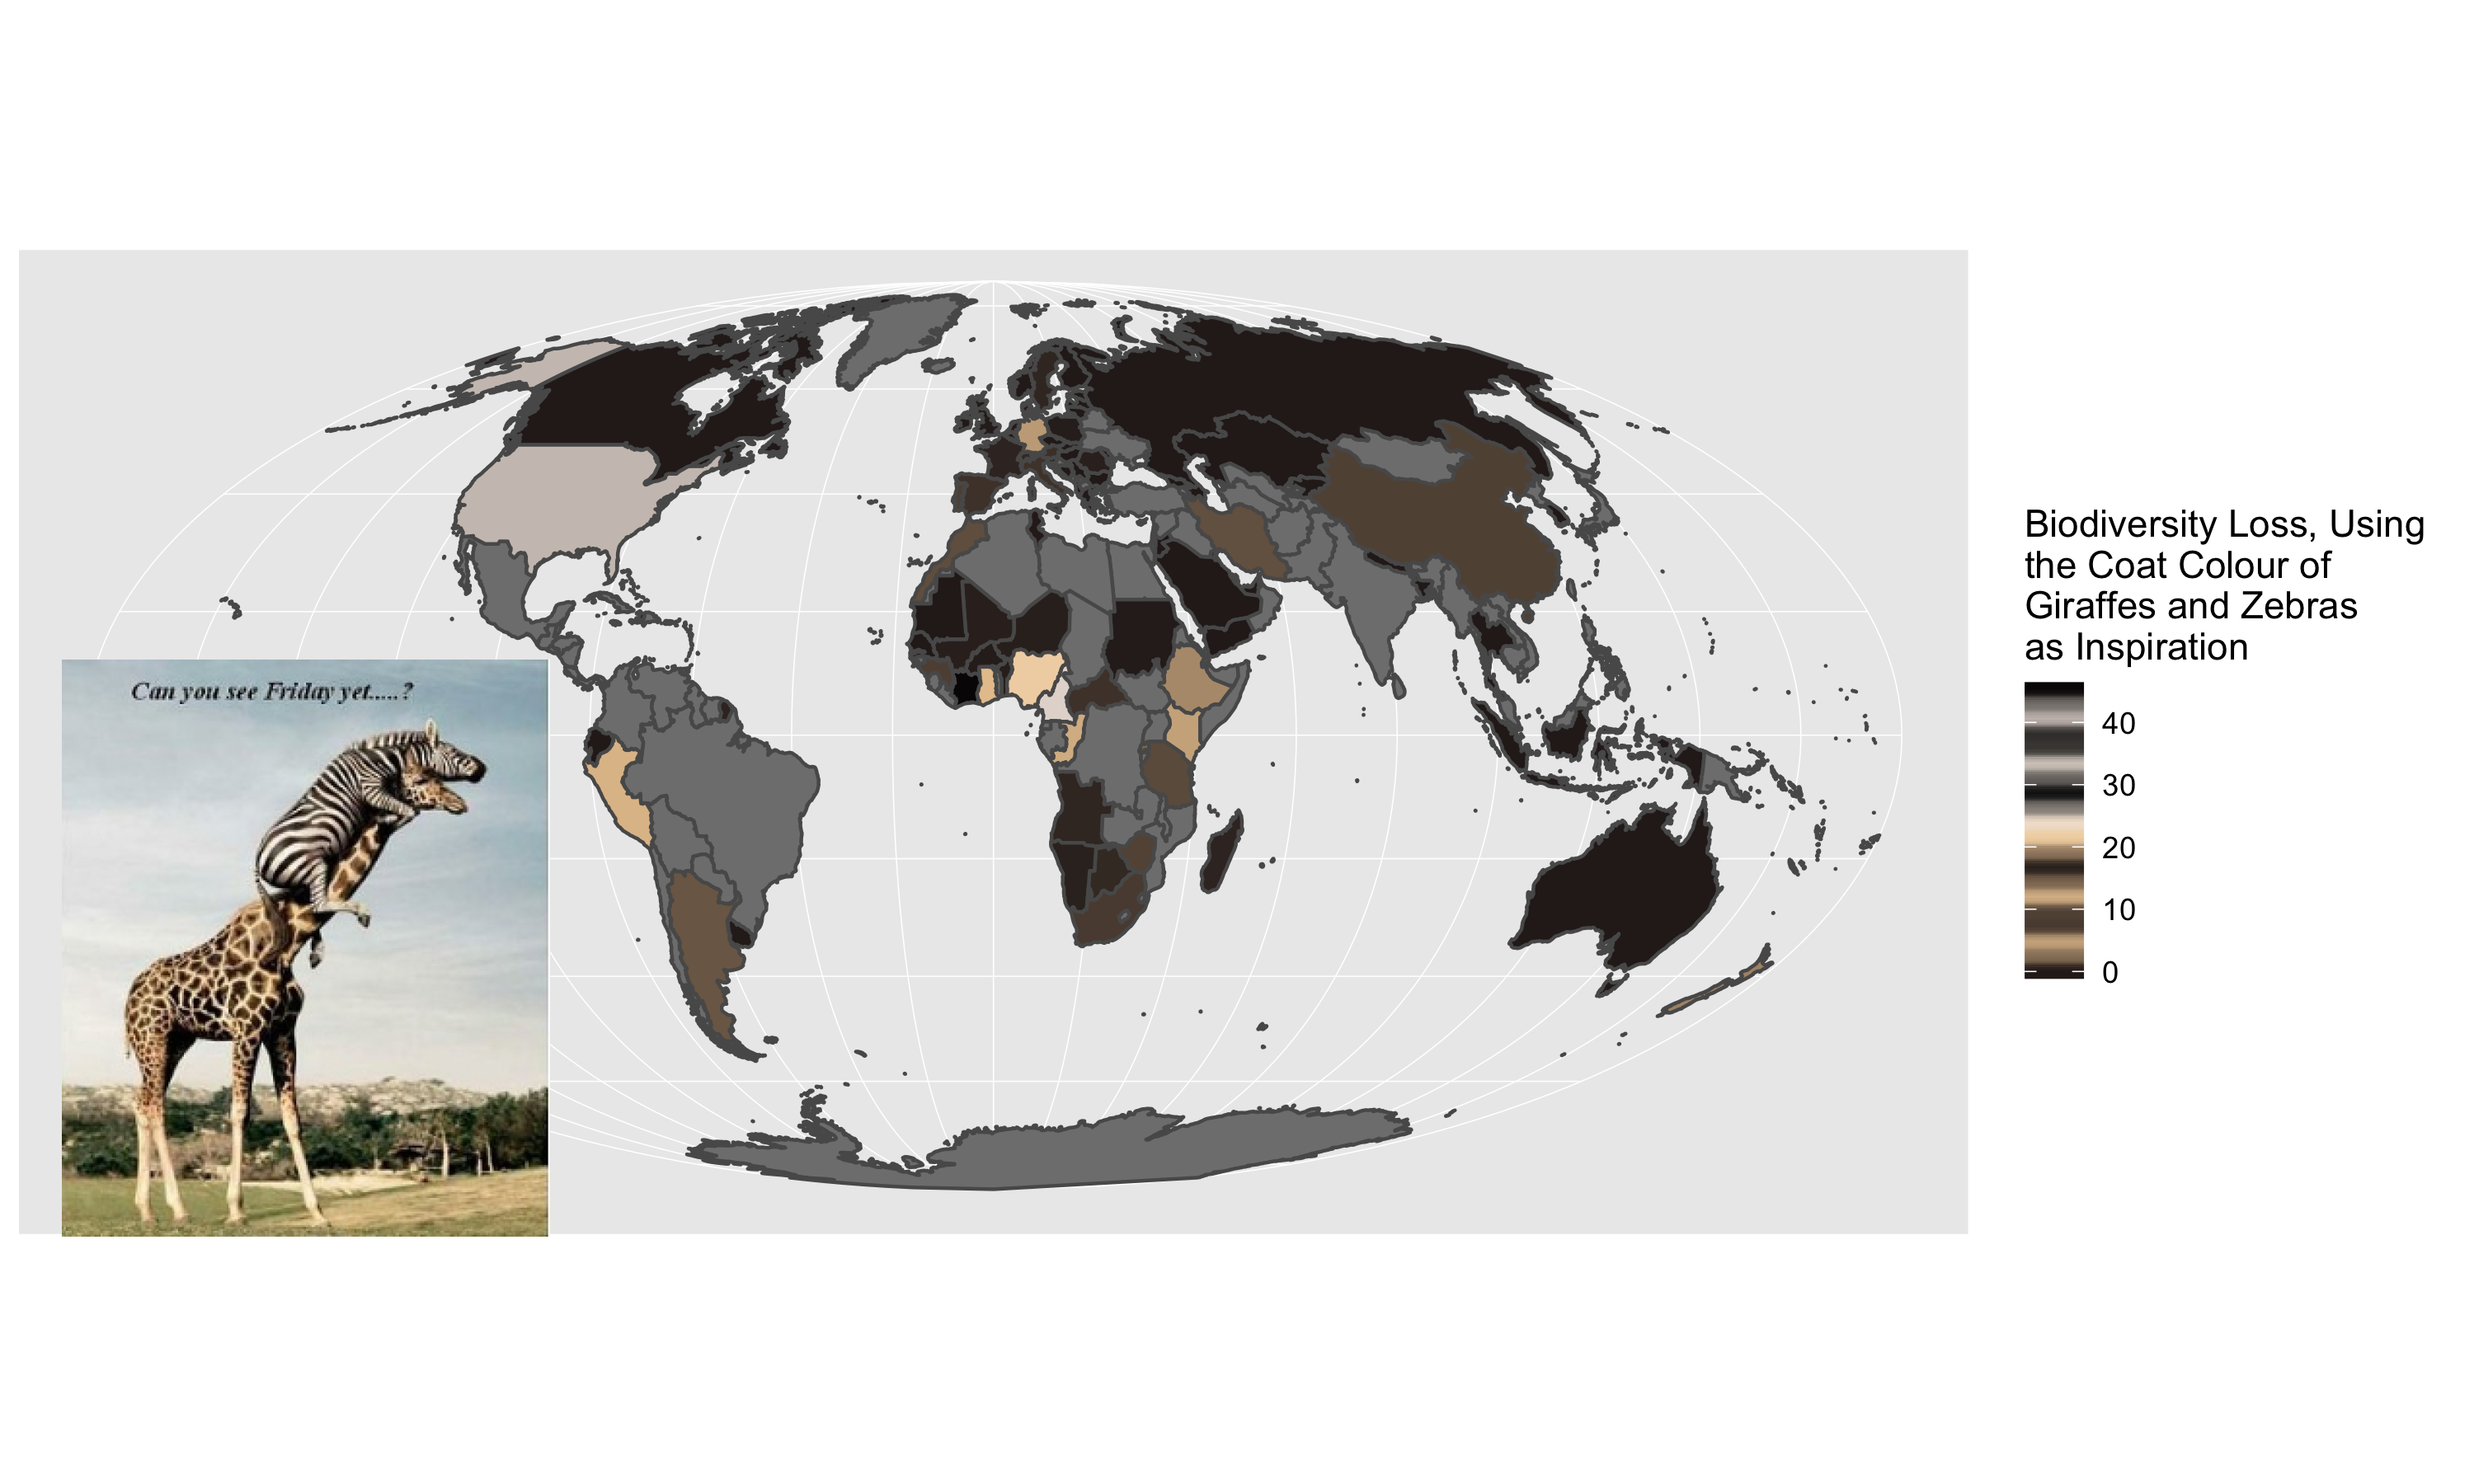 Can you see Friday yet.....?
Biodiversity Loss, Using
the Coat Colour of
Giraffes and Zebras
as Inspiration
40
30
20
10
0